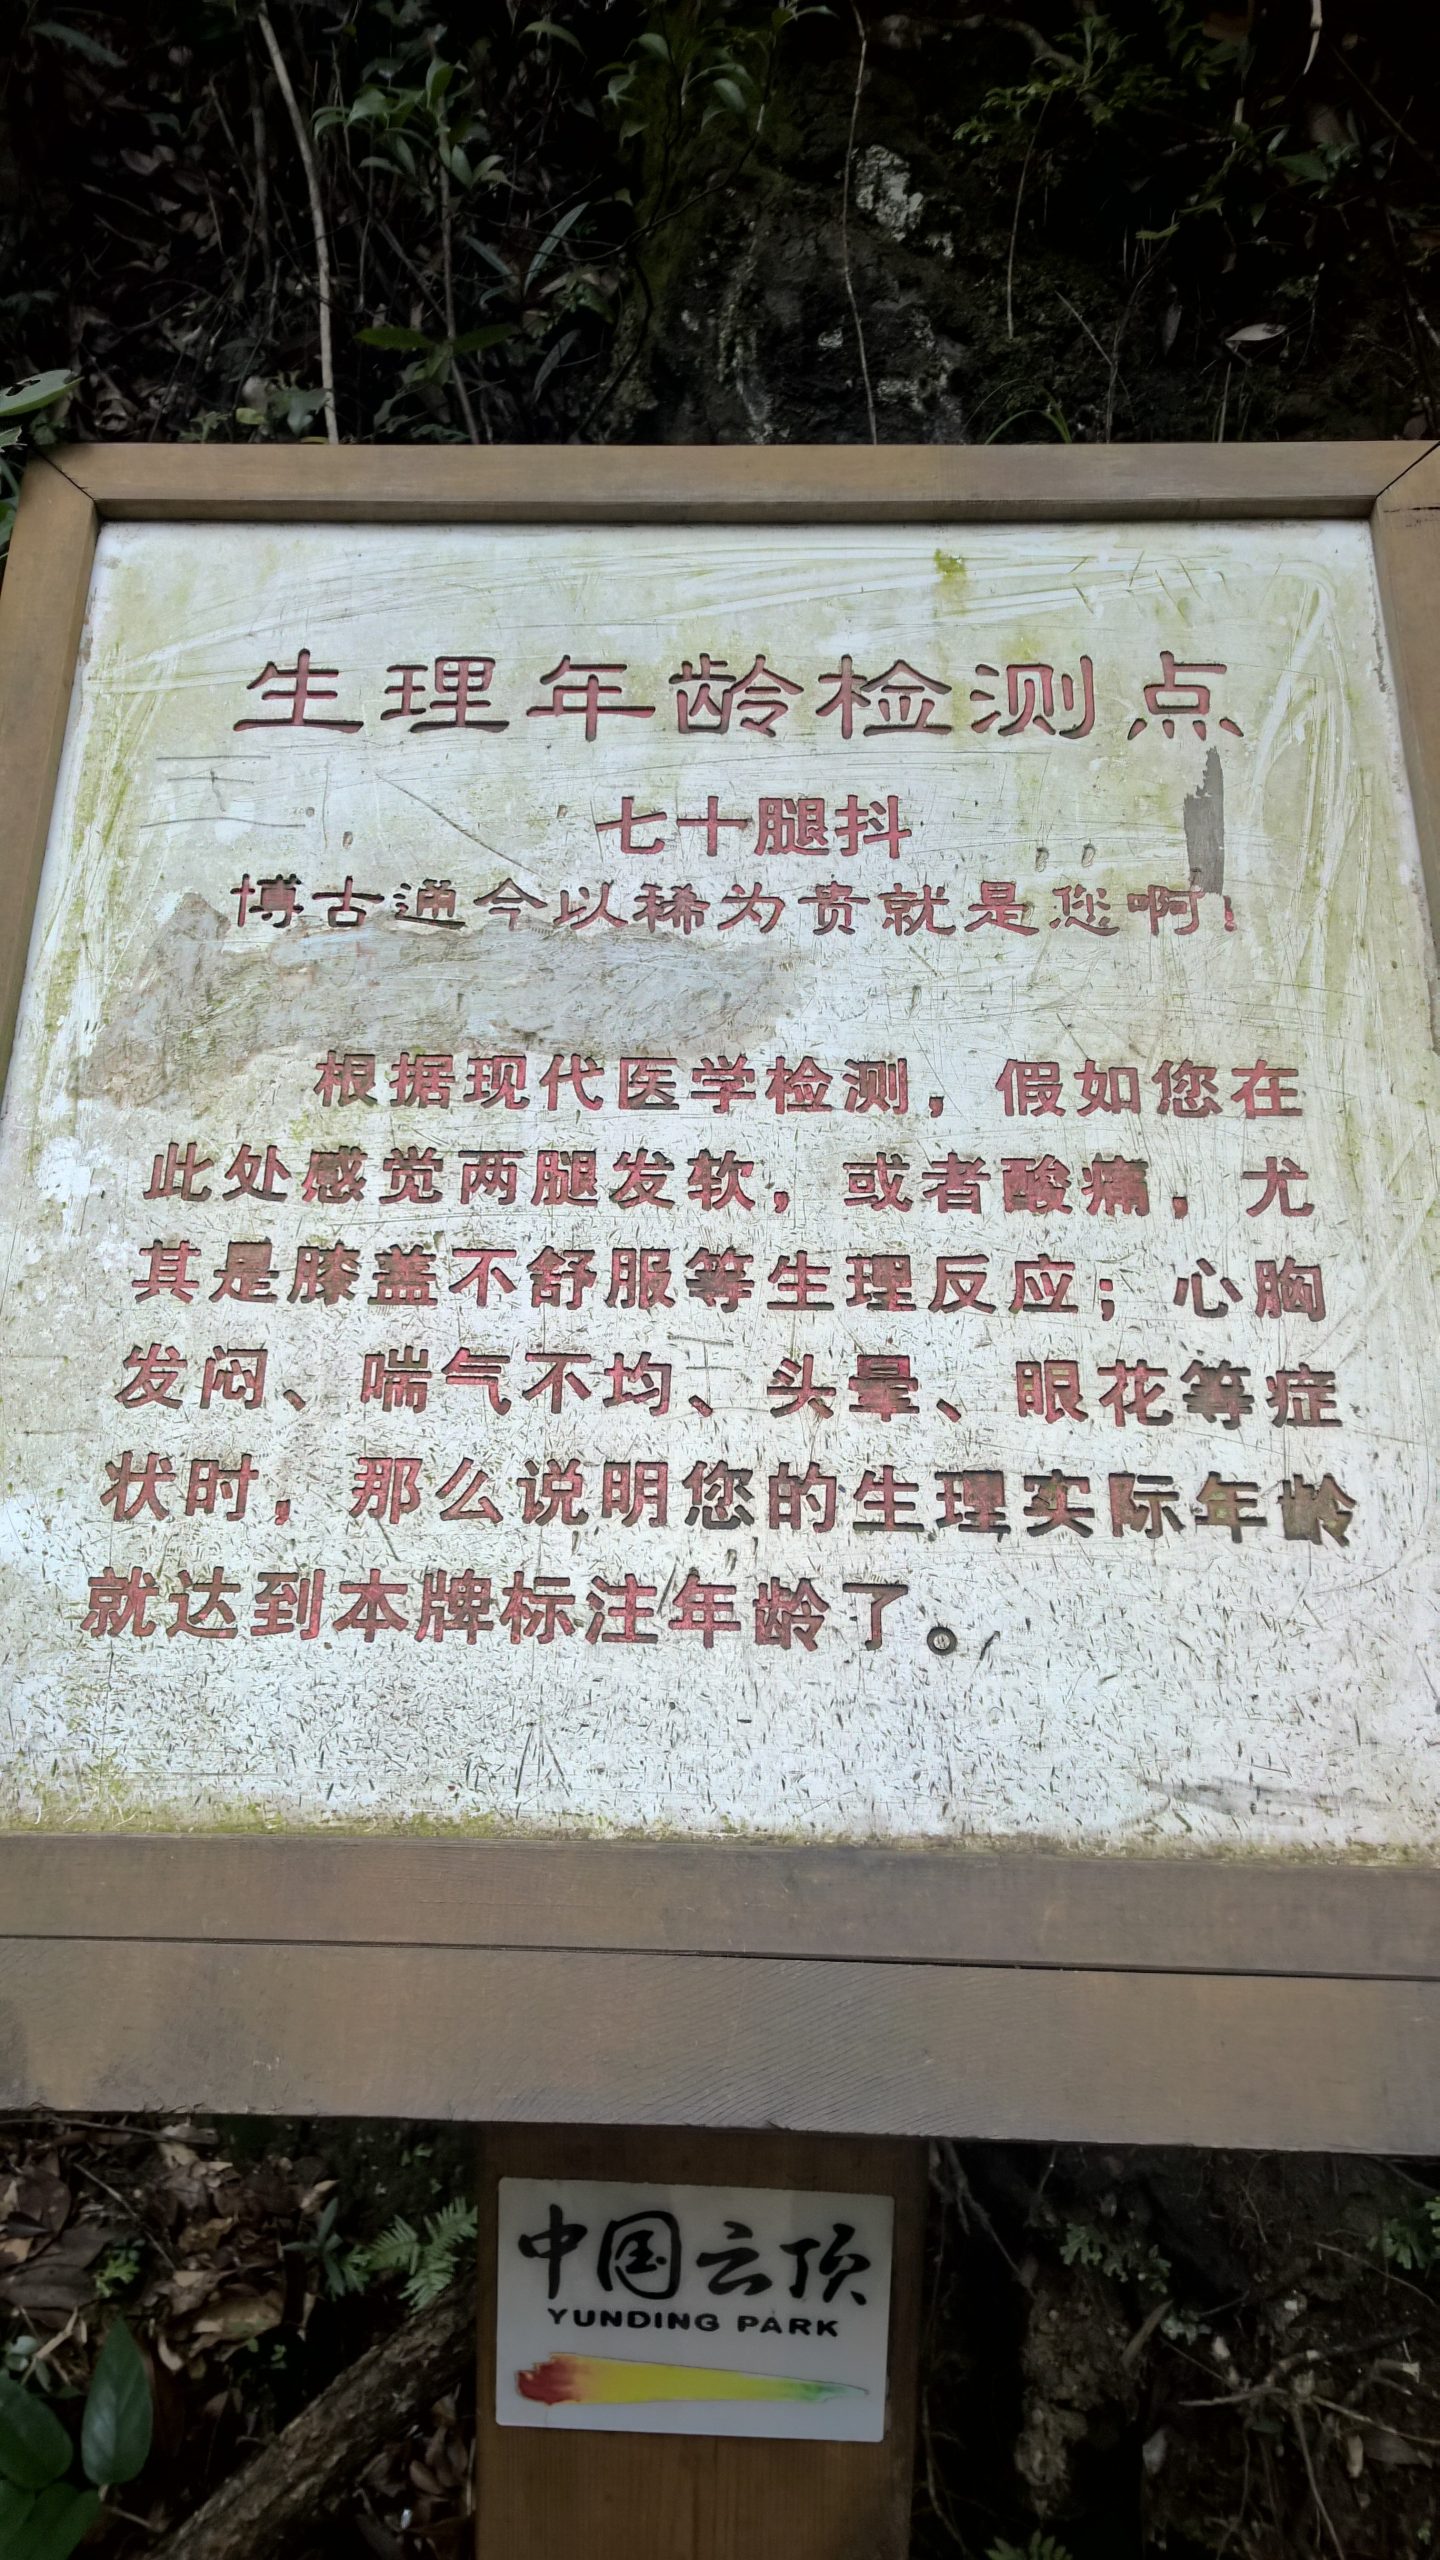 生理年龄检测点
七十腿抖
博古通今以稀为贵就是您啊！
根据现代医学检测，假如您在
此处感觉两腿发软，或者酸痛，尤
其是膝盖不舒服等生理反应；心胸
发闷、喘气不均、头晕、眼花等症
状时，那么说明您的生理实际年龄
就达到本牌标注年龄了。
中国云顶
YUNDING PARK